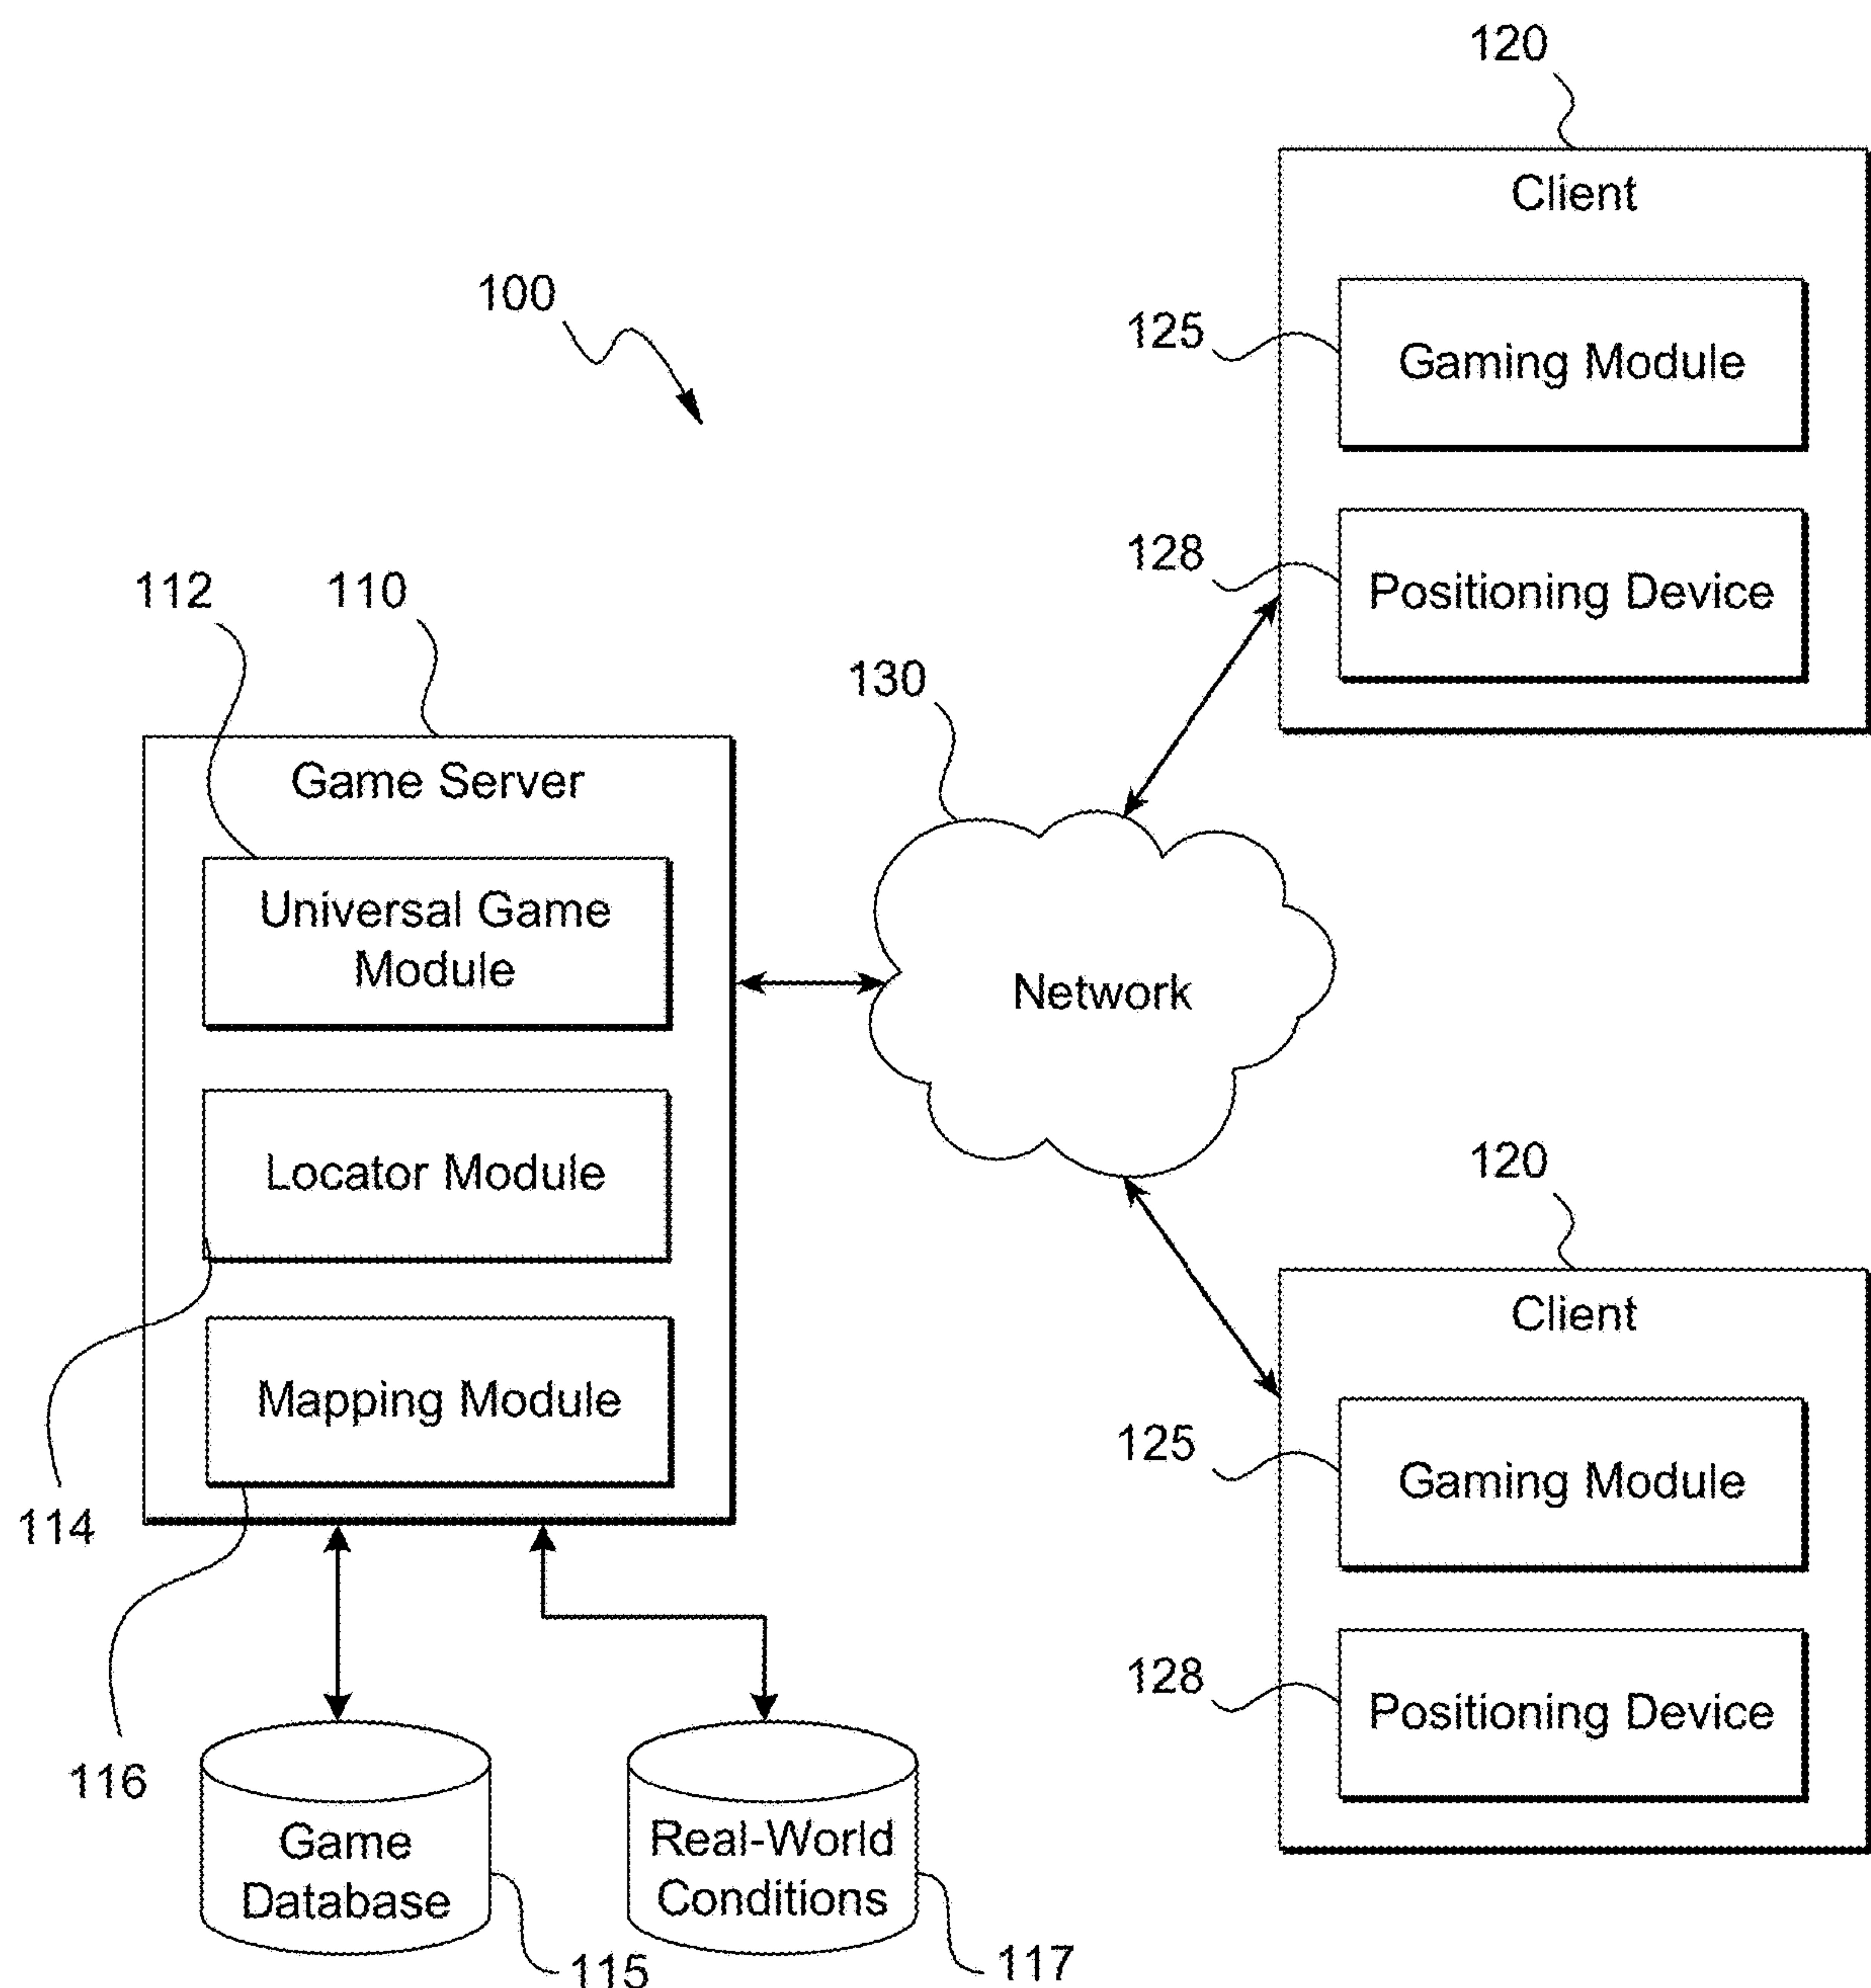 120
Client
100
125
Gaming Module
128
Positioning Device
112
110
130
Game Server
Universal Game
Module
Network
Locator Module
120
Client
Mapping Module
125
Gaming Module
114
128
Positioning Device
116
Game
Database
Real-World
Conditions
115
117